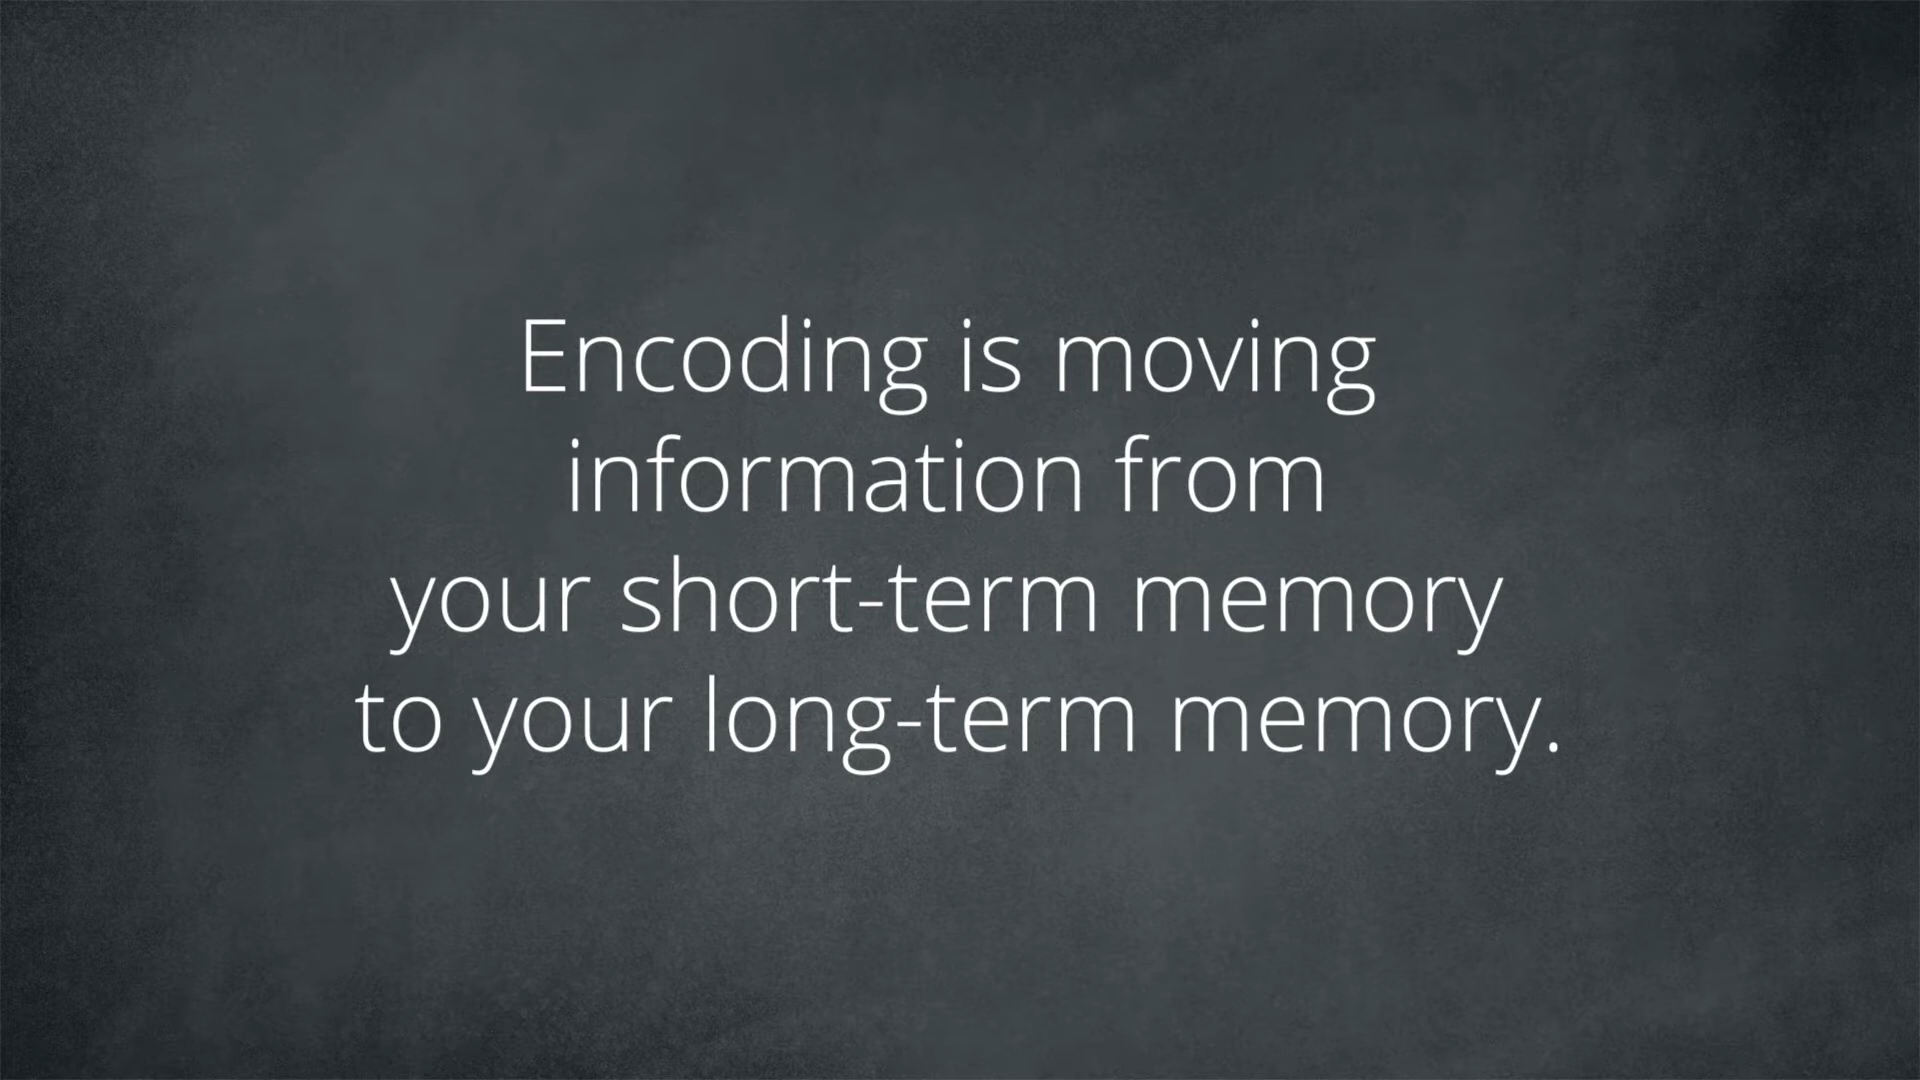 Encoding is moving
information from
your short-term memory
to your long-term memory.